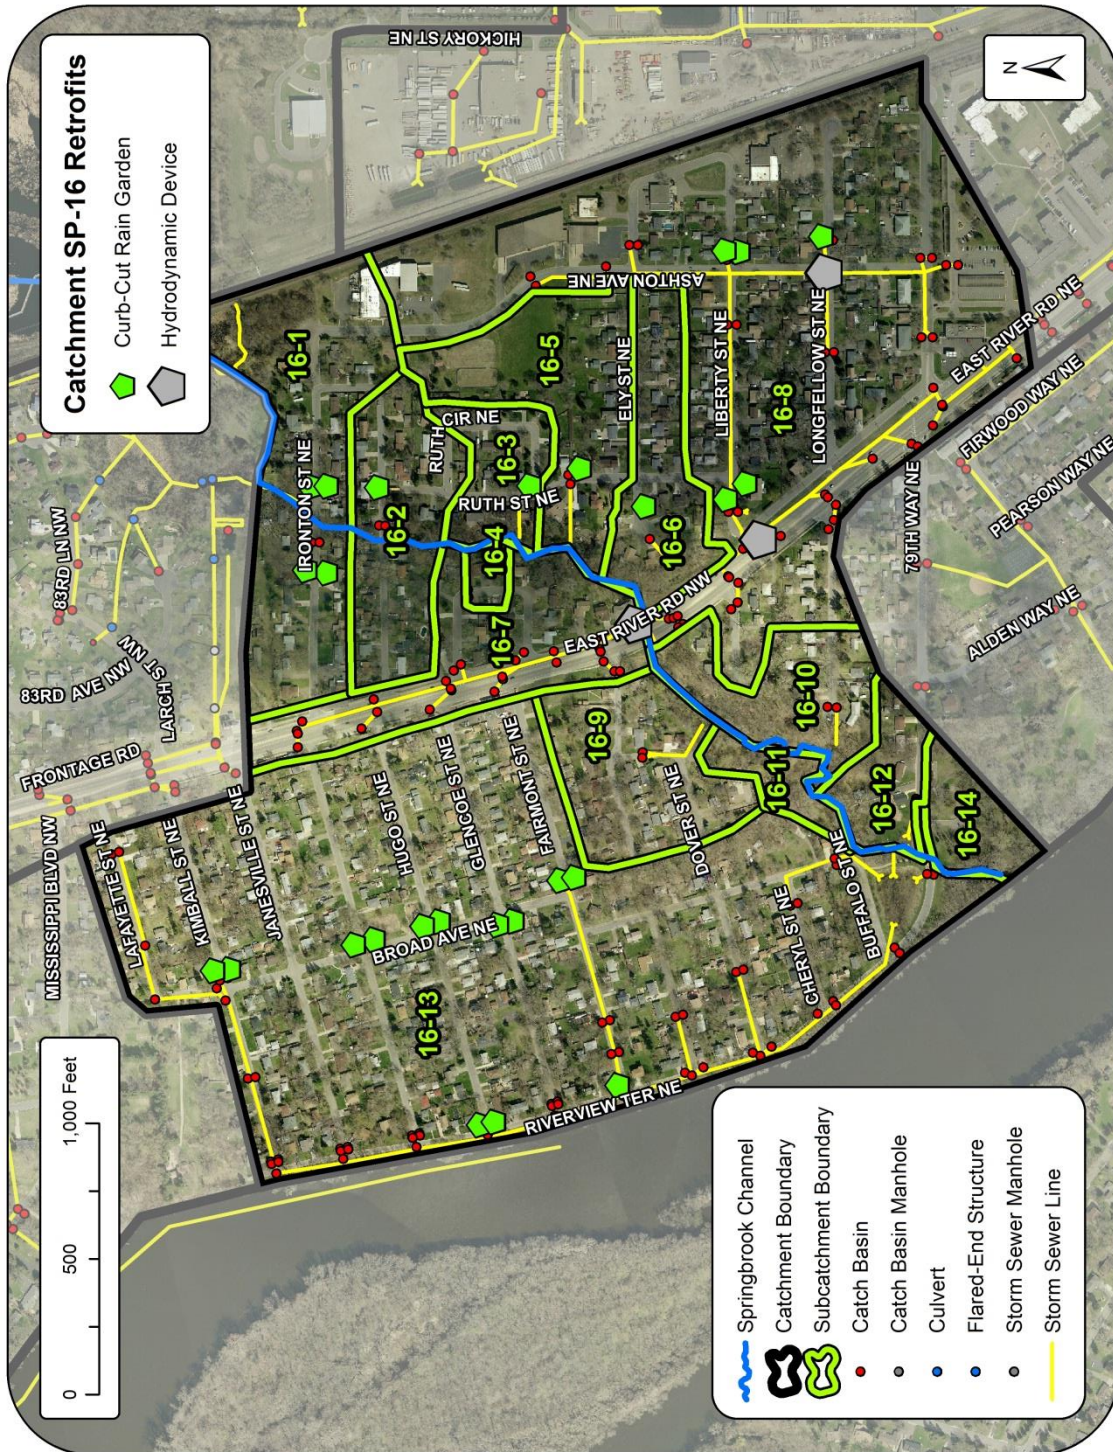 Catchment SP-16 Retrofits
Curb-Cut Rain Garden
Hydrodynamic Device
0 500 1,000 Feet
MISSISSIPPI BLVD NW
LAFAYETTE ST NE
KIMBALL ST NE
JANESVILLE ST NE
FRONTAGE RD
83RD AVE NW
LARCH ST NW
83RD LN NW
HICKORY ST NE
IRONTON ST NE
16-1
16-2
RUTH CIR NE
16-3
RUTH ST NE
16-4
16-5
16-7
HUGO ST NE
GLENCOE ST NE
FAIRMONT ST NE
BROAD AVE NE
16-13
EAST RIVER RD NW
16-9
16-6
ELY ST NE
ASHTON AVE NE
LIBERTY ST NE
16-8
LONGFELLOW ST NE
DOVER ST NE
16-10
16-11
CHERYL ST NE
BUFFALO ST NE
16-12
16-14
RIVERVIEW TER NE
79TH WAY NE
EAST RIVER RD NE
FIRWOOD WAY NE
PEARSON WAY NE
ALDEN WAY NE
N
Springbrook Channel
Catchment Boundary
Subcatchment Boundary
Catch Basin
Catch Basin Manhole
Culvert
Flared-End Structure
Storm Sewer Manhole
Storm Sewer Line